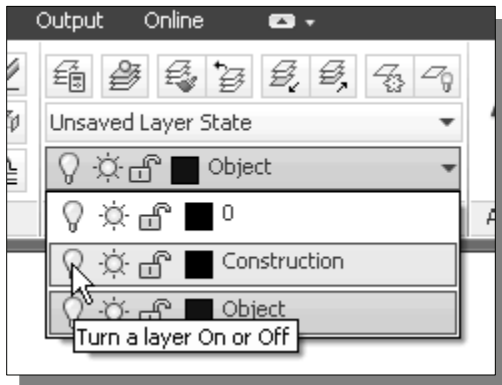 Output Online
Unsaved Layer State
Object
0
Construction
Object
Turn a layer On or Off